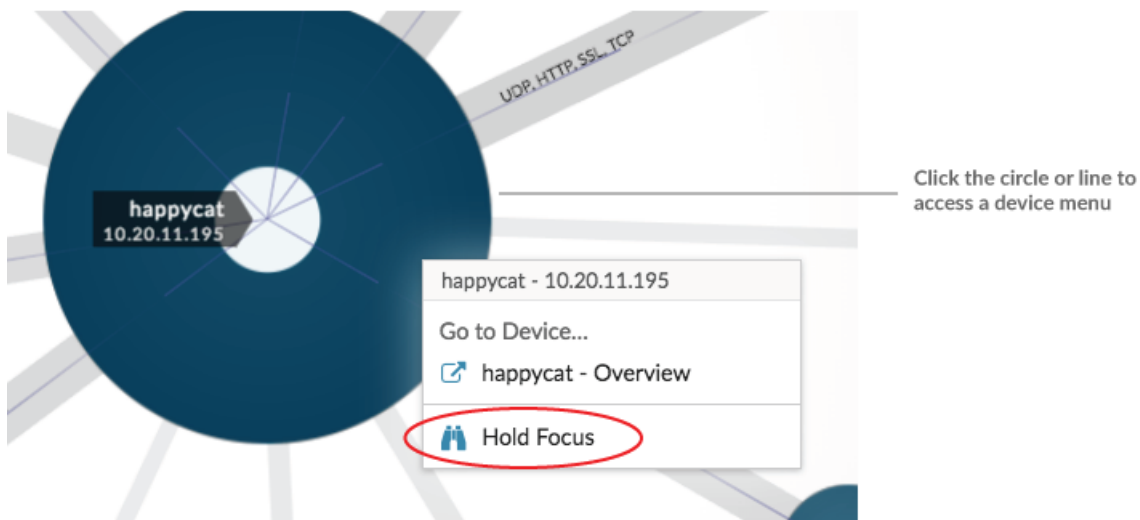 UDP, HTTP, SSL, TCP
happycat
10.20.11.195
Click the circle or line to
access a device menu
happycat - 10.20.11.195
Go to Device...
happycat - Overview
Hold Focus